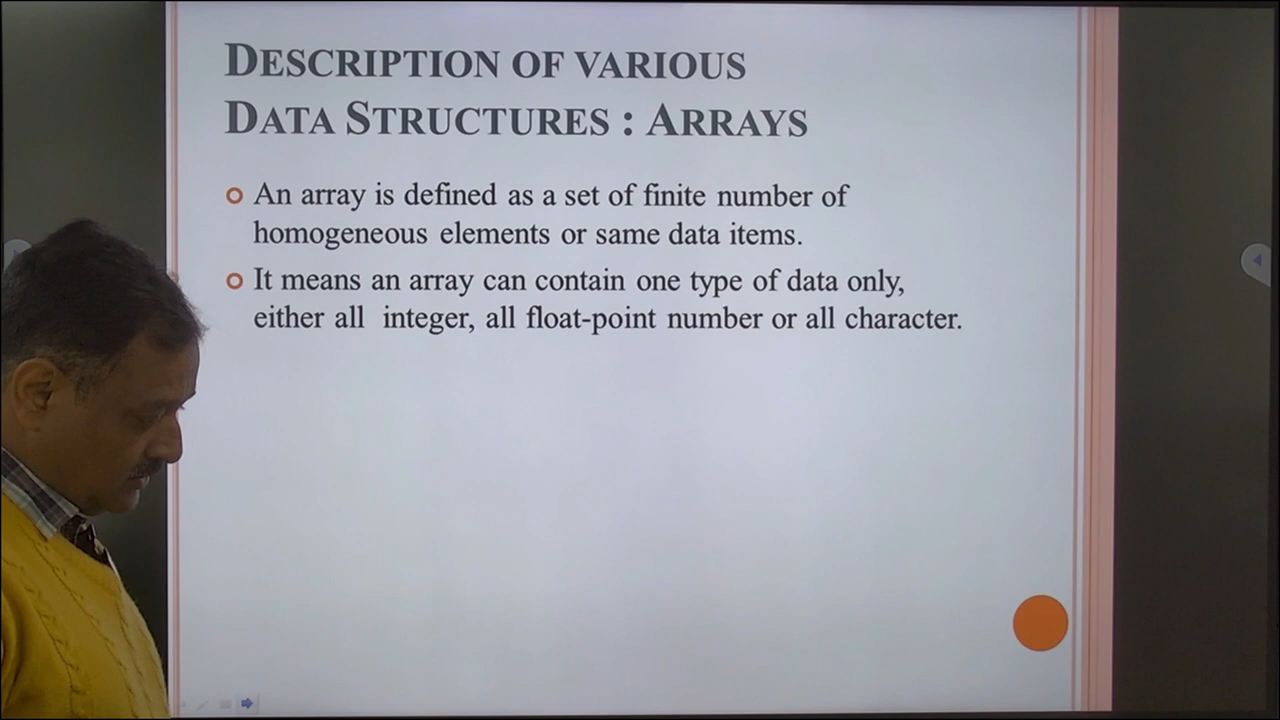 DESCRIPTION OF VARIOUS
DATA STRUCTURES : ARRAYS
An array is defined as a set of finite number of
homogeneous elements or same data items.
It means an array can contain one type of data only,
either all integer, all float-point number or all character.